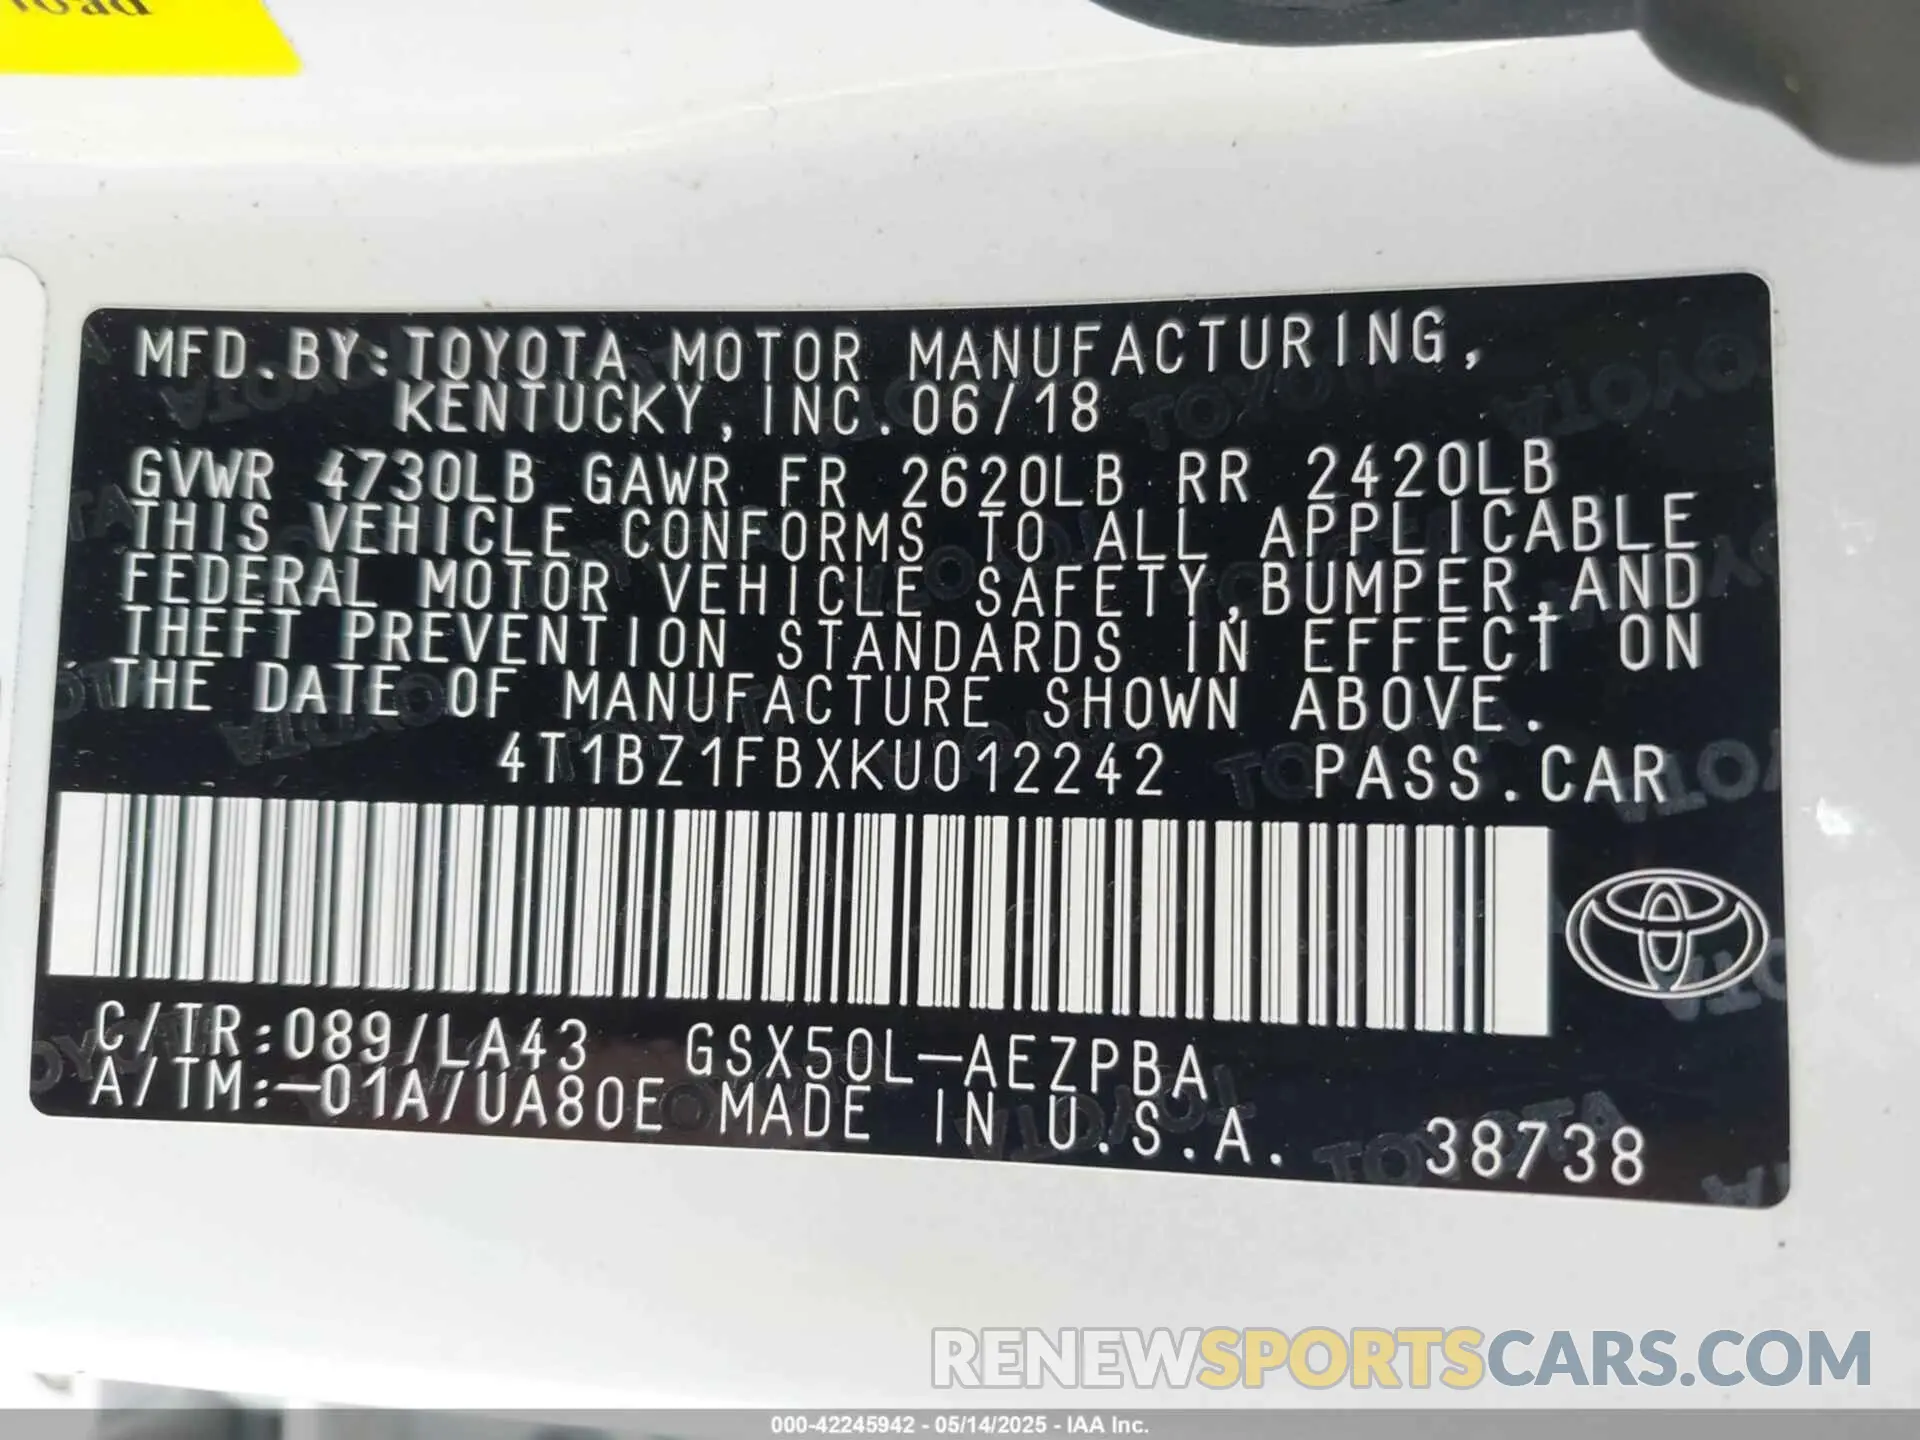 MFD.BY:TOYOTA MOTOR MANUFACTURING,
KENTUCKY,INC.06/18
GVWR 4730LB GAWR FR 2620LB RR 2420LB
THIS VEHICLE CONFORMS TO ALL APPLICABLE
FEDERAL MOTOR VEHICLE SAFETY,BUMPER,AND
THEFT PREVENTION STANDARDS IN EFFECT ON
THE DATE OF MANUFACTURE SHOWN ABOVE.
4T1BZ1FBXKU012242 PASS.CAR
C/TR:089/LA43 GSX50L-AEZPBA
A/TM:-01A/UA80E MADE IN U.S.A. 38738
RENEWSPORTSCARS.COM
000-42245942 - 05/14/2025 - IAA Inc.